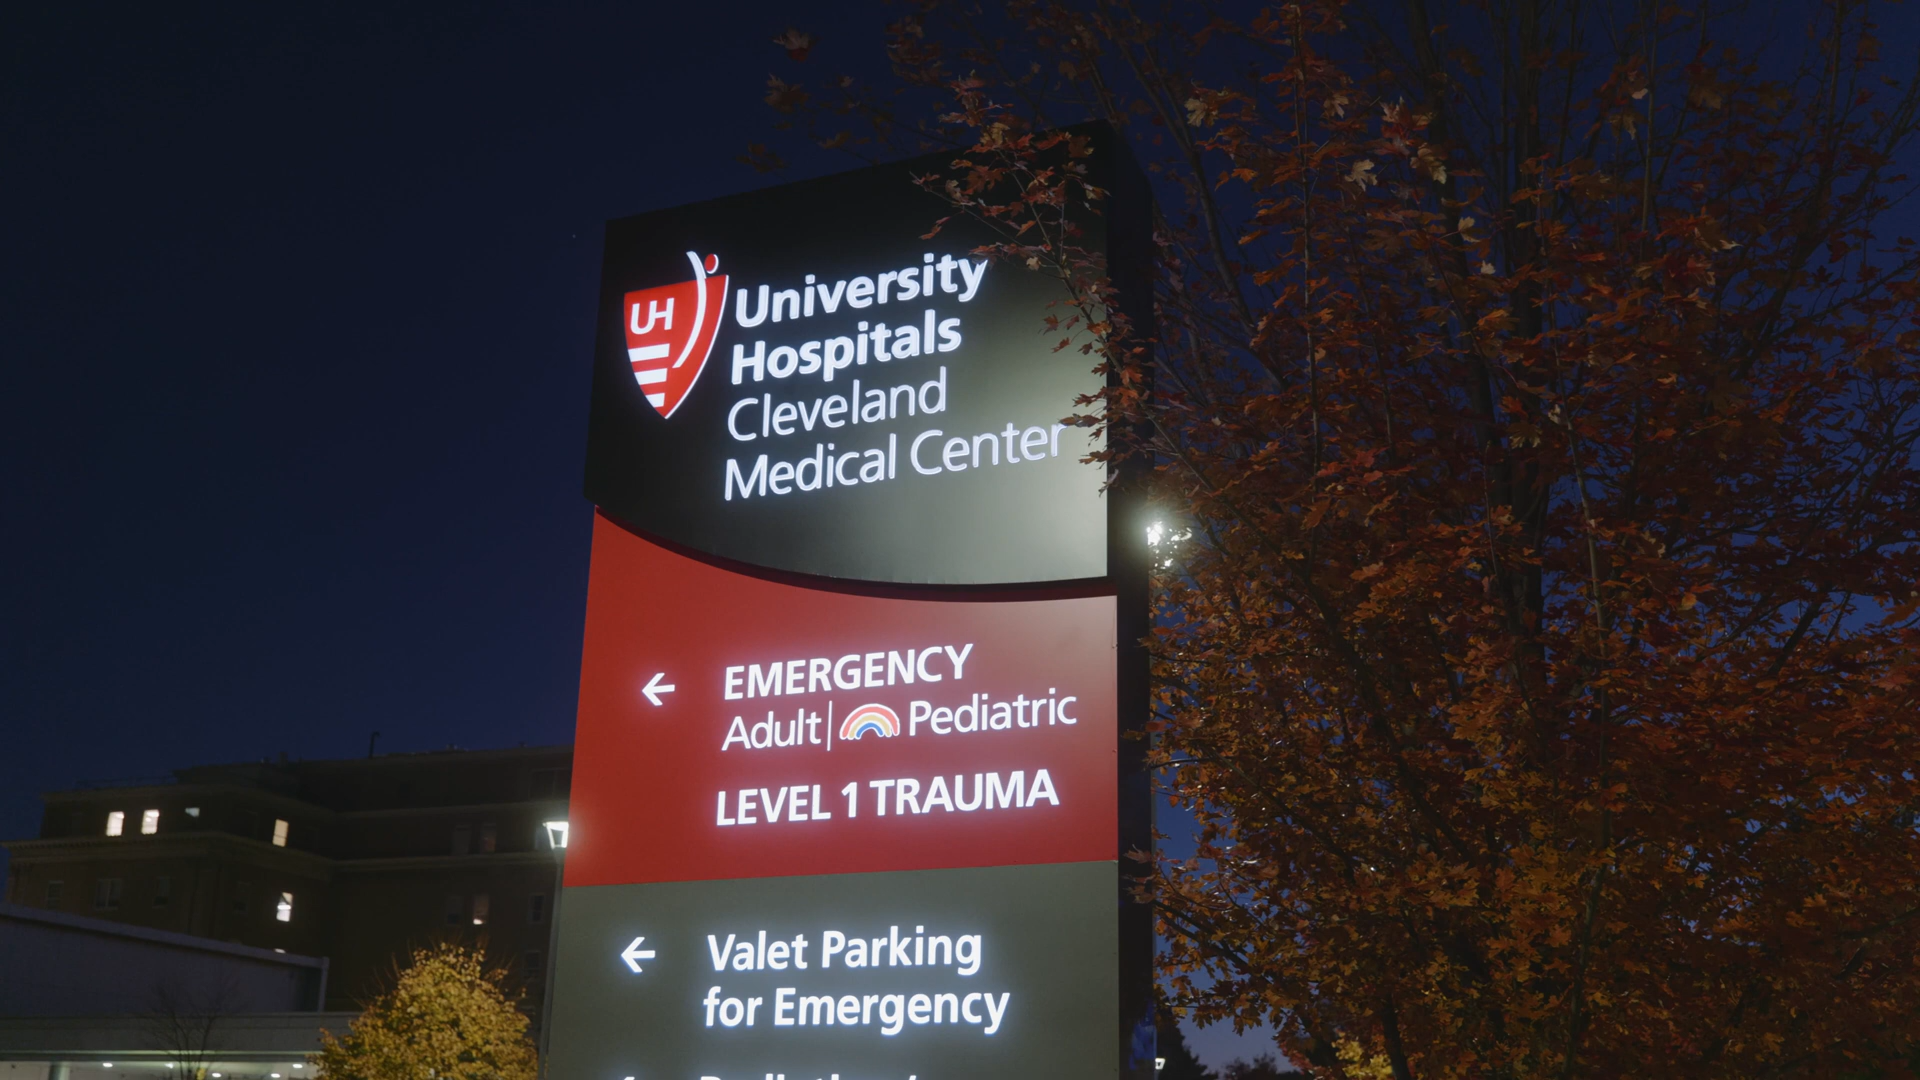 UH
University
Hospitals
Cleveland
Medical Center
← EMERGENCY
Adult | Pediatric
LEVEL 1 TRAUMA
← Valet Parking
for Emergency